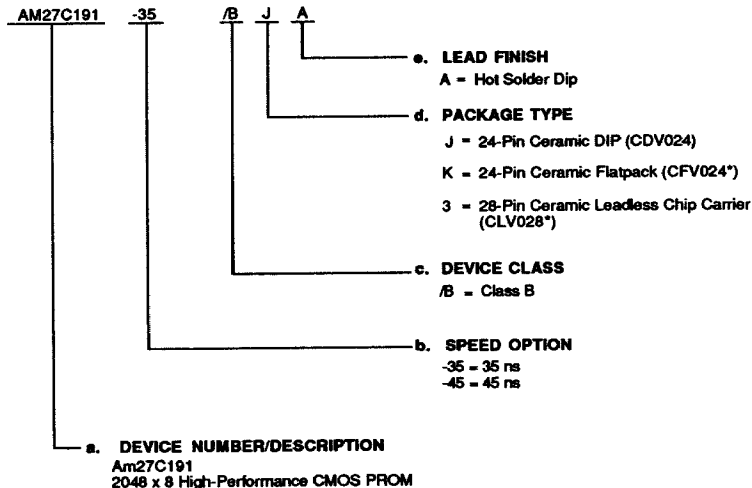 AM27C191 -35 /B J A
e. LEAD FINISH
A = Hot Solder Dip
d. PACKAGE TYPE
J = 24-Pin Ceramic DIP (CDV024)
K = 24-Pin Ceramic Flatpack (CFV024*)
3 = 28-Pin Ceramic Leadless Chip Carrier
(CLV028*)
c. DEVICE CLASS
/B = Class B
b. SPEED OPTION
-35 = 35 ns
-45 = 45 ns
a. DEVICE NUMBER/DESCRIPTION
Am27C191
2048 x 8 High-Performance CMOS PROM